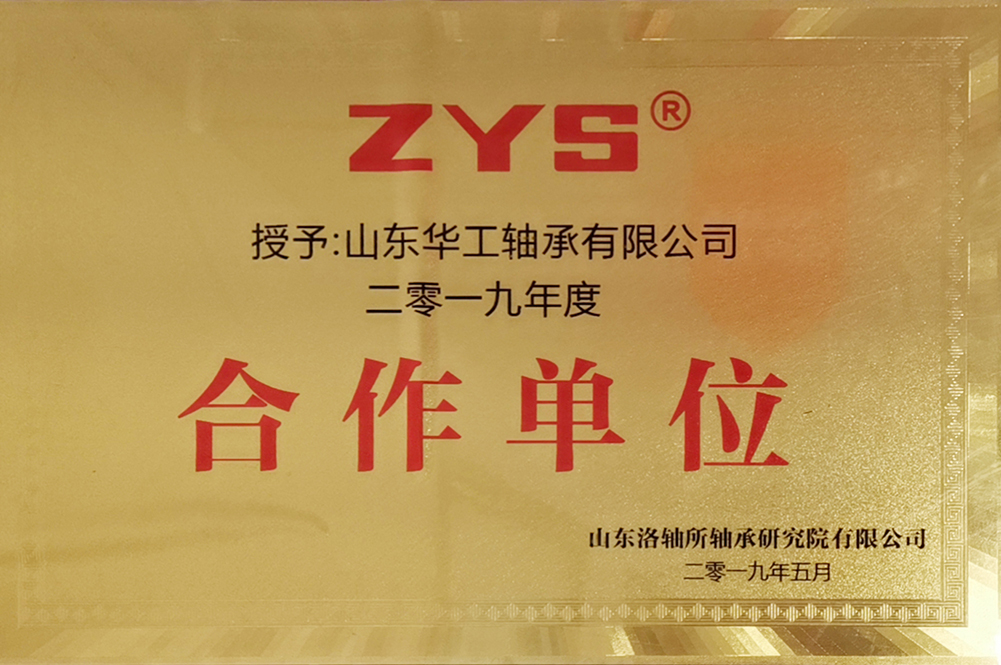 ZYS®
授予:山东华工轴承有限公司
二零一九年度
合作单位
山东洛轴所轴承研究院有限公司
二零一九年五月